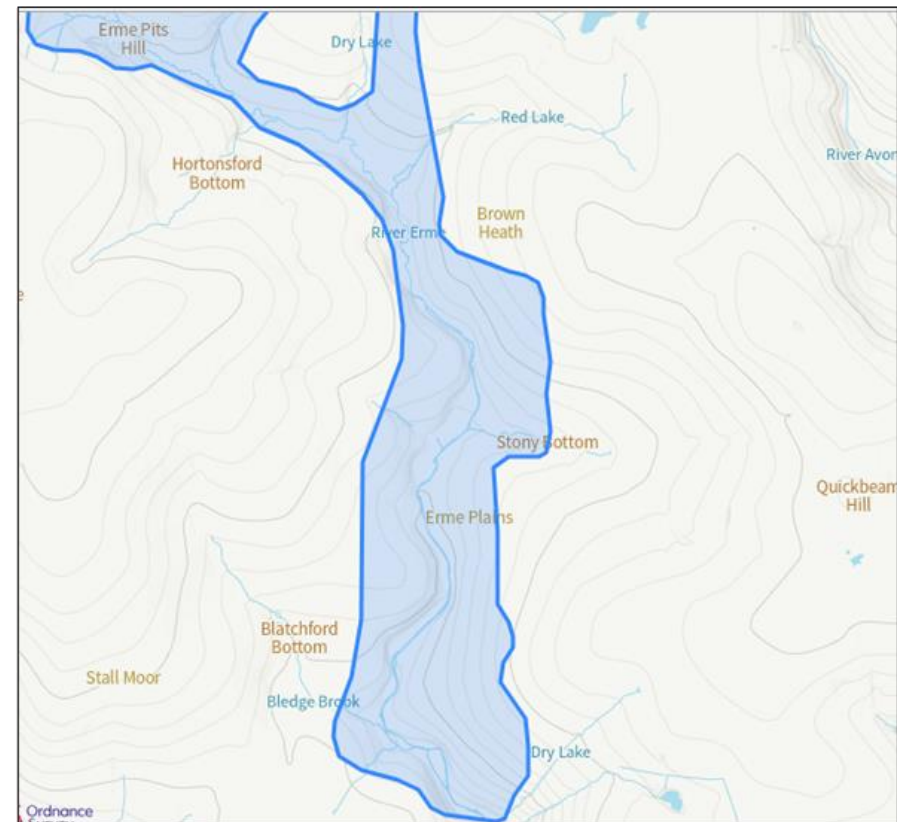 Erme Pits
Hill
Dry Lake
Red Lake
River Avon
Hortonsford
Bottom
Brown
Heath
River Erme
Stony Bottom
Quickbeam
Hill
Erme Plains
Blatchford
Bottom
Stall Moor
Bledge Brook
Dry Lake
Ordnance